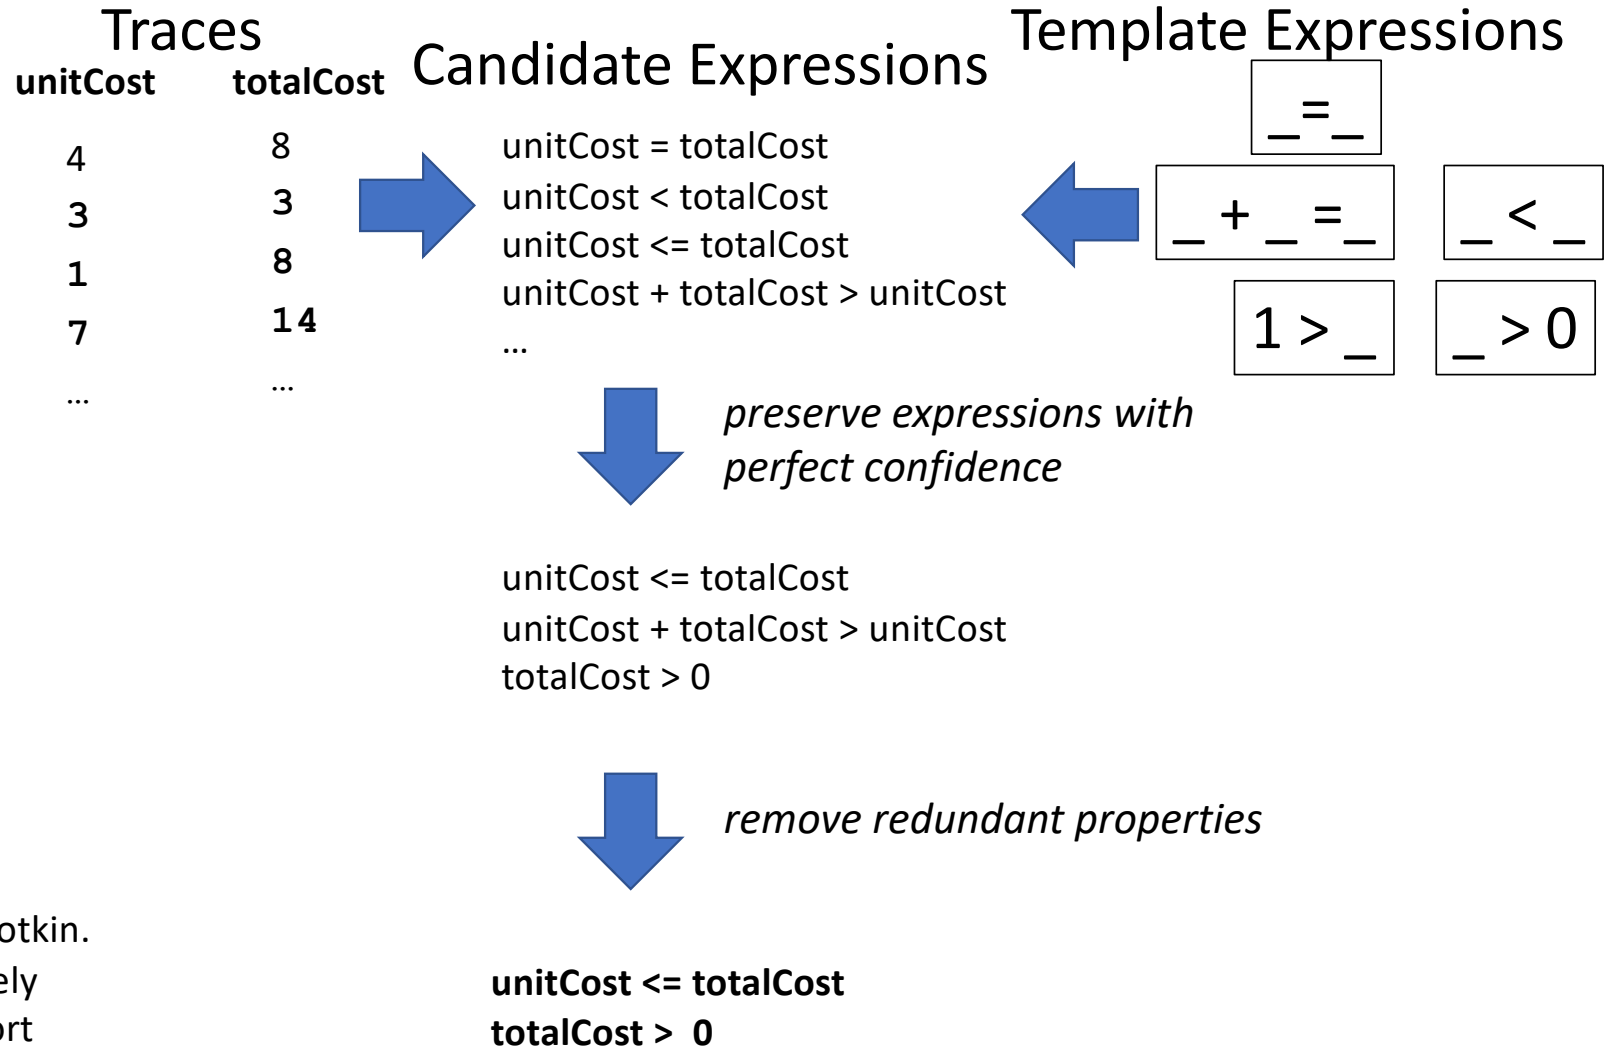 Traces
unitCost totalCost
4 8
3 3
1 8
7 14
… …
Candidate Expressions
unitCost = totalCost
unitCost < totalCost
unitCost <= totalCost
unitCost + totalCost > unitCost
…
Template Expressions
_=_
_ + _ =_
_ < _
1 > _
_ > 0
preserve expressions with
perfect confidence
unitCost <= totalCost
unitCost + totalCost > unitCost
totalCost > 0
remove redundant properties
unitCost <= totalCost
totalCost > 0
otkin.
ely
ort